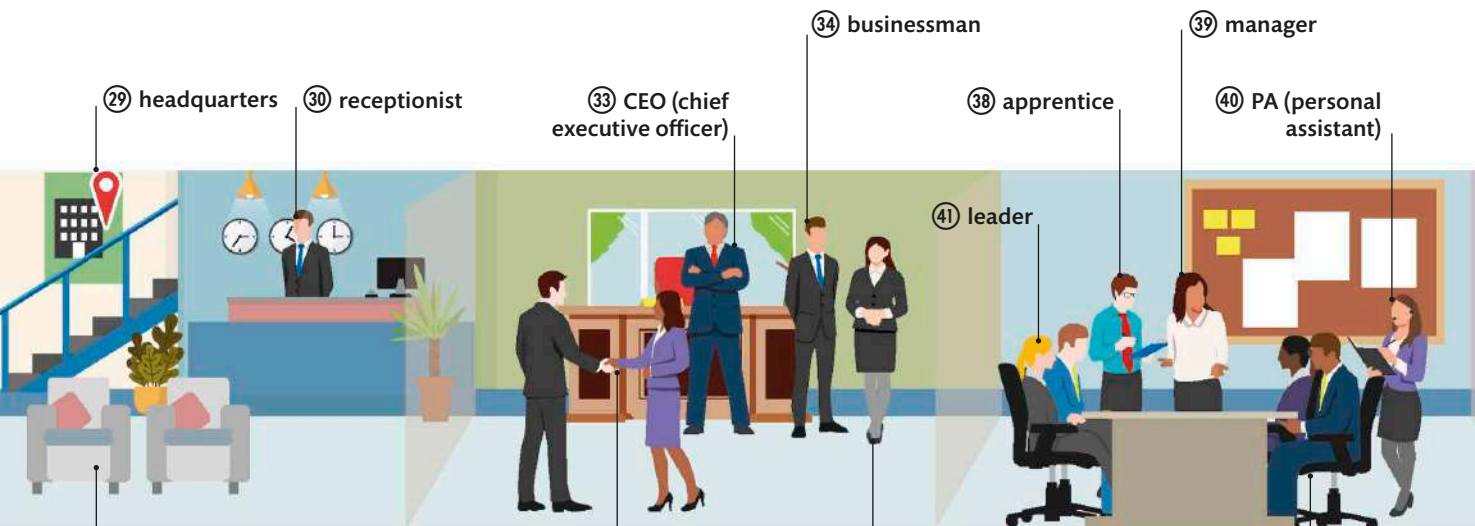 ㉞ businessman
㊴ manager
㉙ headquarters
㉚ receptionist
㉝ CEO (chief
executive officer)
㊳ apprentice
㊵ PA (personal
assistant)
㊶ leader